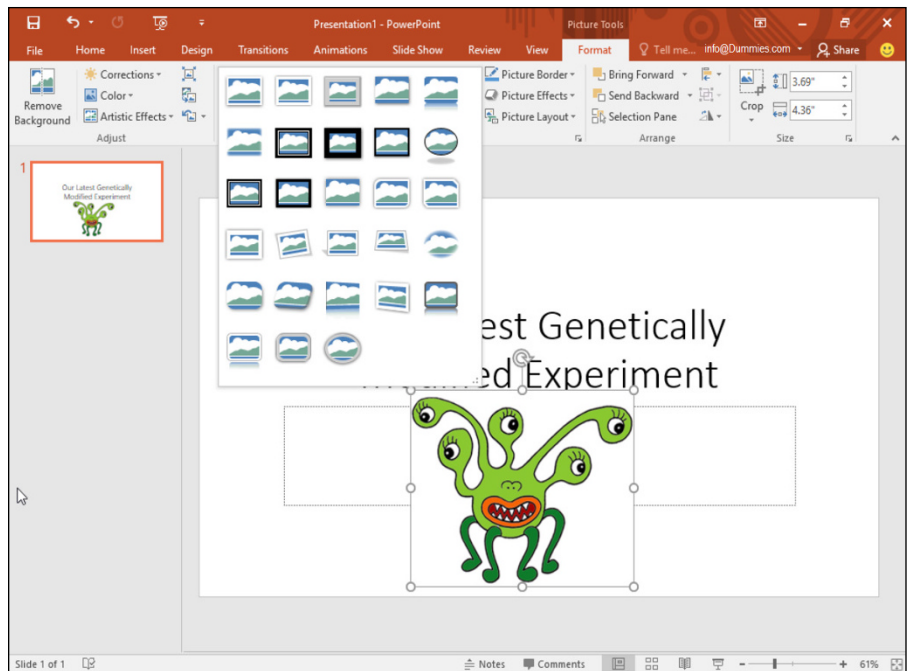 Presentation1 - PowerPoint
Picture Tools
File Home Insert Design Transitions Animations Slide Show Review View Format Tell me... info@Dummies.com Share
Remove
Background
Corrections
Color
Artistic Effects
Adjust
Picture Border
Picture Effects
Picture Layout
Bring Forward
Send Backward
Selection Pane
Arrange
Crop
3.69"
4.36"
Size
1
Our Latest Genetically
Modified Experiment
est Genetically
ed Experiment
Slide 1 of 1
Notes Comments 61%